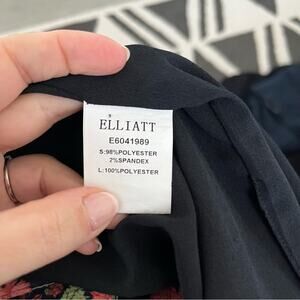 ELLIATT
E6041989
S:98%POLYESTER
2%SPANDEX
L:100%POLYESTER